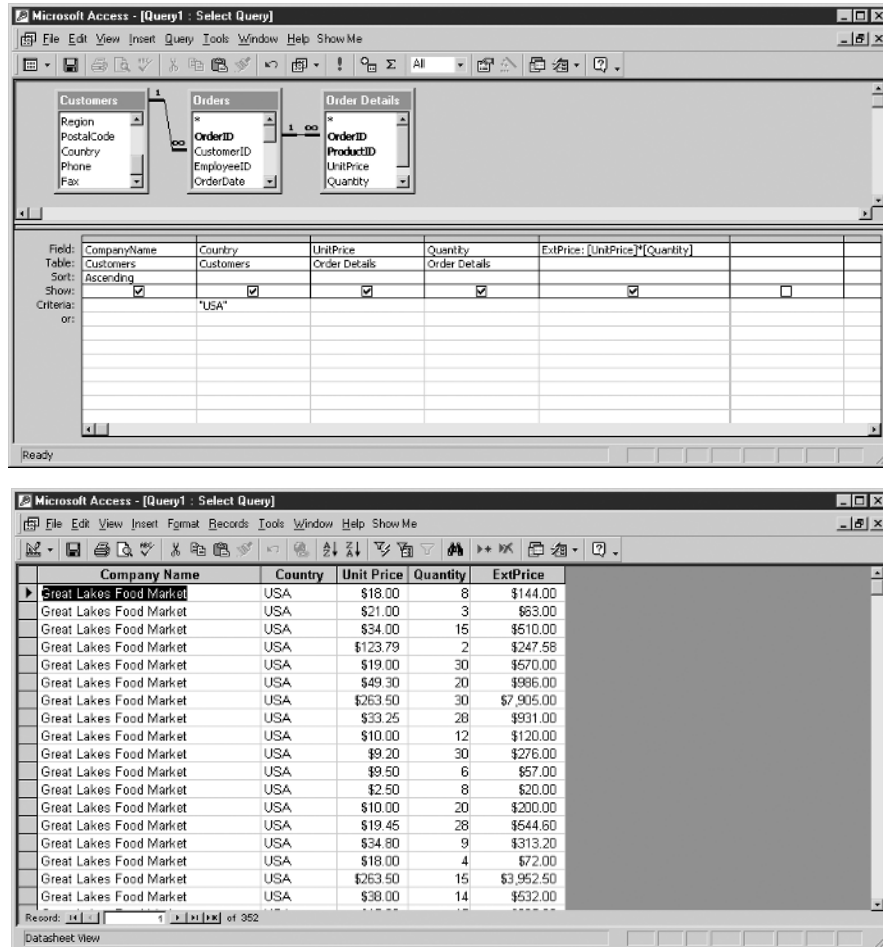 Microsoft Access - [Query1 : Select Query]
File Edit View Insert Query Tools Window Help Show Me
All
Customers
Region
PostalCode
Country
Phone
Fax
1
∞
Orders
*
OrderID
CustomerID
EmployeeID
OrderDate
1 ∞
Order Details
*
OrderID
ProductID
UnitPrice
Quantity
Field: CompanyName Country UnitPrice Quantity ExtPrice: [UnitPrice]*[Quantity]
Table: Customers Customers Order Details Order Details
Sort: Ascending
Show:
Criteria: "USA"
or:
Ready
Microsoft Access - [Query1 : Select Query]
File Edit View Insert Format Records Tools Window Help Show Me
Company Name Country Unit Price Quantity ExtPrice
Great Lakes Food Market USA $18.00 8 $144.00
Great Lakes Food Market USA $21.00 3 $63.00
Great Lakes Food Market USA $34.00 15 $510.00
Great Lakes Food Market USA $123.79 2 $247.58
Great Lakes Food Market USA $19.00 30 $570.00
Great Lakes Food Market USA $49.30 20 $986.00
Great Lakes Food Market USA $263.50 30 $7,905.00
Great Lakes Food Market USA $33.25 28 $931.00
Great Lakes Food Market USA $10.00 12 $120.00
Great Lakes Food Market USA $9.20 30 $276.00
Great Lakes Food Market USA $9.50 6 $57.00
Great Lakes Food Market USA $2.50 8 $20.00
Great Lakes Food Market USA $10.00 20 $200.00
Great Lakes Food Market USA $19.45 28 $544.60
Great Lakes Food Market USA $34.80 9 $313.20
Great Lakes Food Market USA $18.00 4 $72.00
Great Lakes Food Market USA $263.50 15 $3,952.50
Great Lakes Food Market USA $38.00 14 $532.00
Record: 1 of 352
Datasheet View